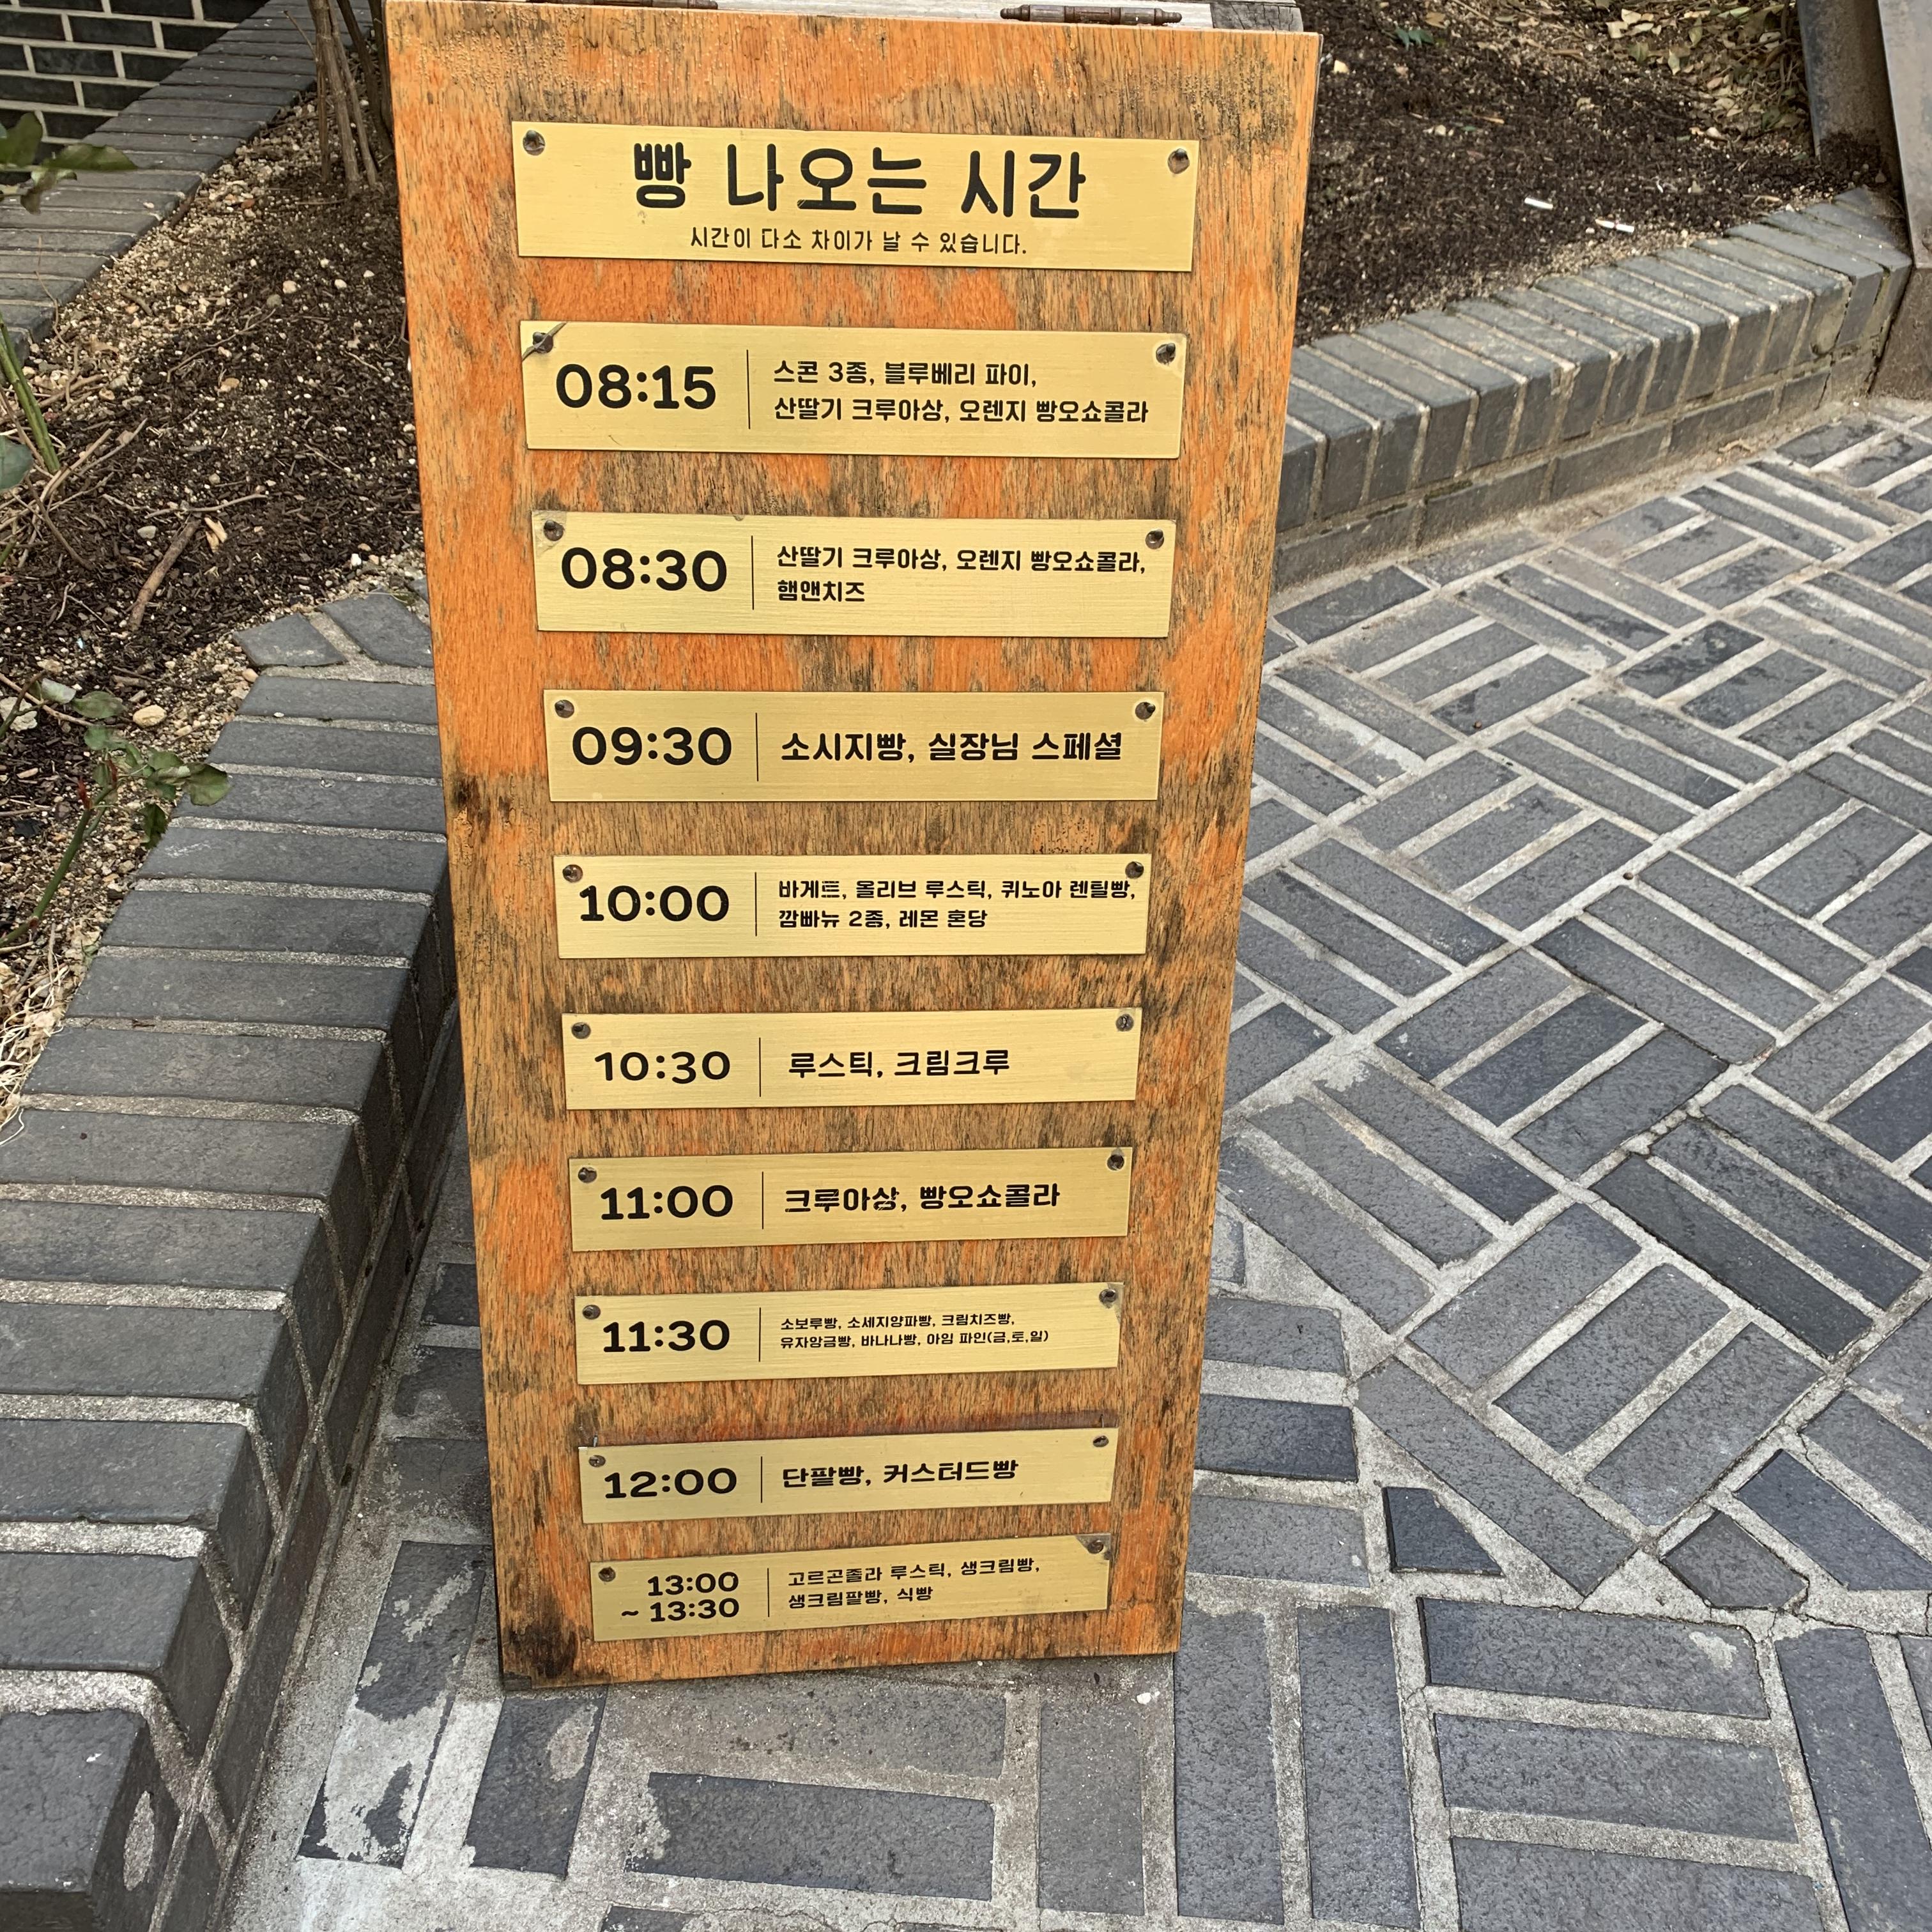 빵 나오는 시간
시간이 다소 차이가 날 수 있습니다.
08:15
스콘 3종, 블루베리 파이,
산딸기 크루아상, 오렌지 빵오쇼콜라
08:30
산딸기 크루아상, 오렌지 빵오쇼콜라,
햄앤치즈
09:30
소시지빵, 실장님 스페셜
10:00
바게트, 올리브 루스틱, 퀴노아 렌틸빵,
깜빠뉴 2종, 레몬 혼당
10:30
루스틱, 크림크루
11:00
크루아상, 빵오쇼콜라
11:30
소보루빵, 소세지양파빵, 크림치즈빵,
유자앙금빵, 바나나빵, 아임 파인(금,토,일)
12:00
단팥빵, 커스터드빵
13:00
~ 13:30
고르곤졸라 루스틱, 생크림빵,
생크림팥빵, 식빵